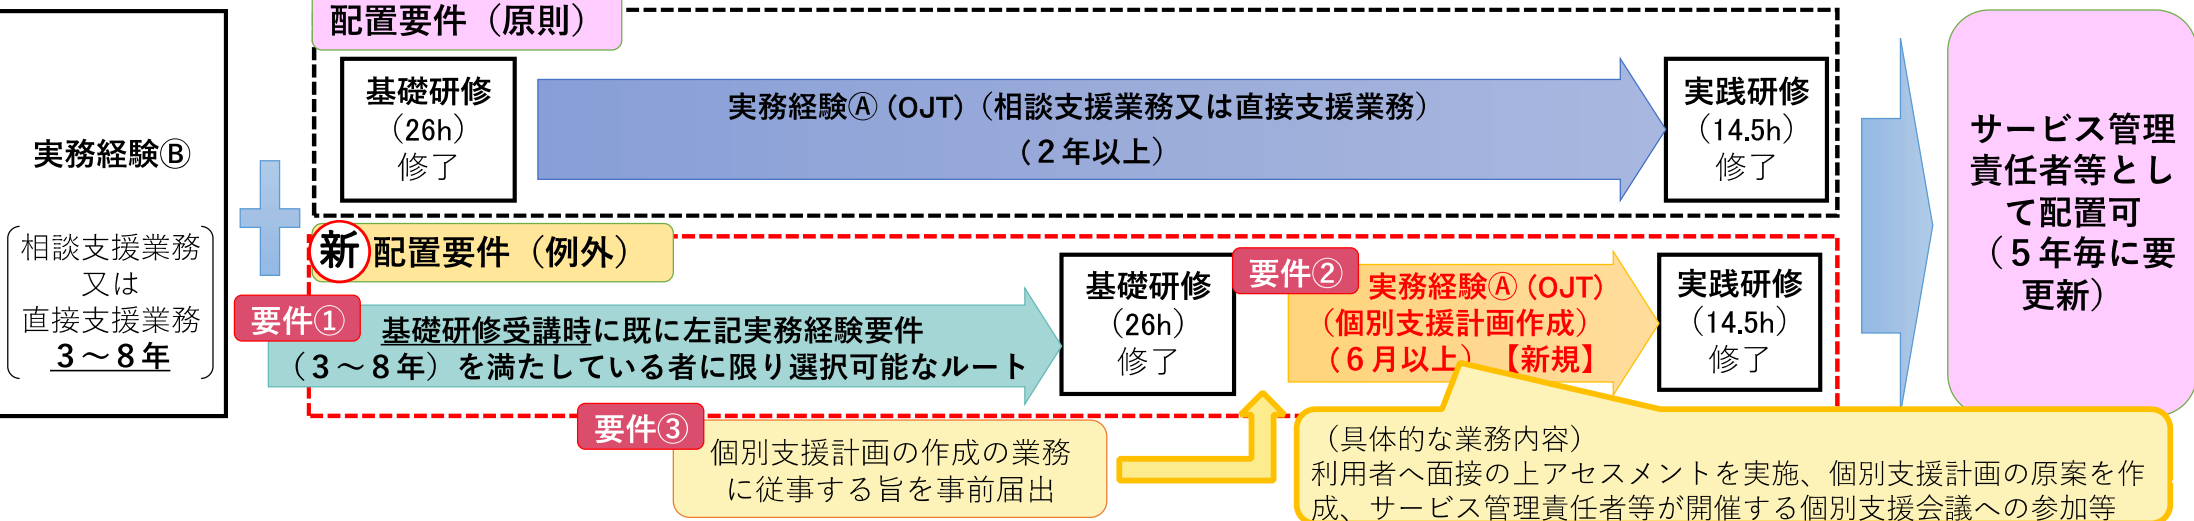 実務経験Ⓑ
相談支援業務
又は
直接支援業務
3～8年
配置要件（原則）
基礎研修
（26h）
修了
実務経験Ⓐ (OJT)（相談支援業務又は直接支援業務）
（２年以上）
実践研修
（14.5h）
修了
新 配置要件（例外）
要件①
基礎研修受講時に既に左記実務経験要件
（３～８年）を満たしている者に限り選択可能なルート
基礎研修
（26h）
修了
要件②
実務経験Ⓐ (OJT)
（個別支援計画作成）
（６月以上）【新規】
実践研修
（14.5h）
修了
要件③
個別支援計画の作成の業務
に従事する旨を事前届出
（具体的な業務内容）
利用者へ面接の上アセスメントを実施、個別支援計画の原案を作
成、サービス管理責任者等が開催する個別支援会議への参加等
サービス管理
責任者等とし
て配置可
（５年毎に要
更新）